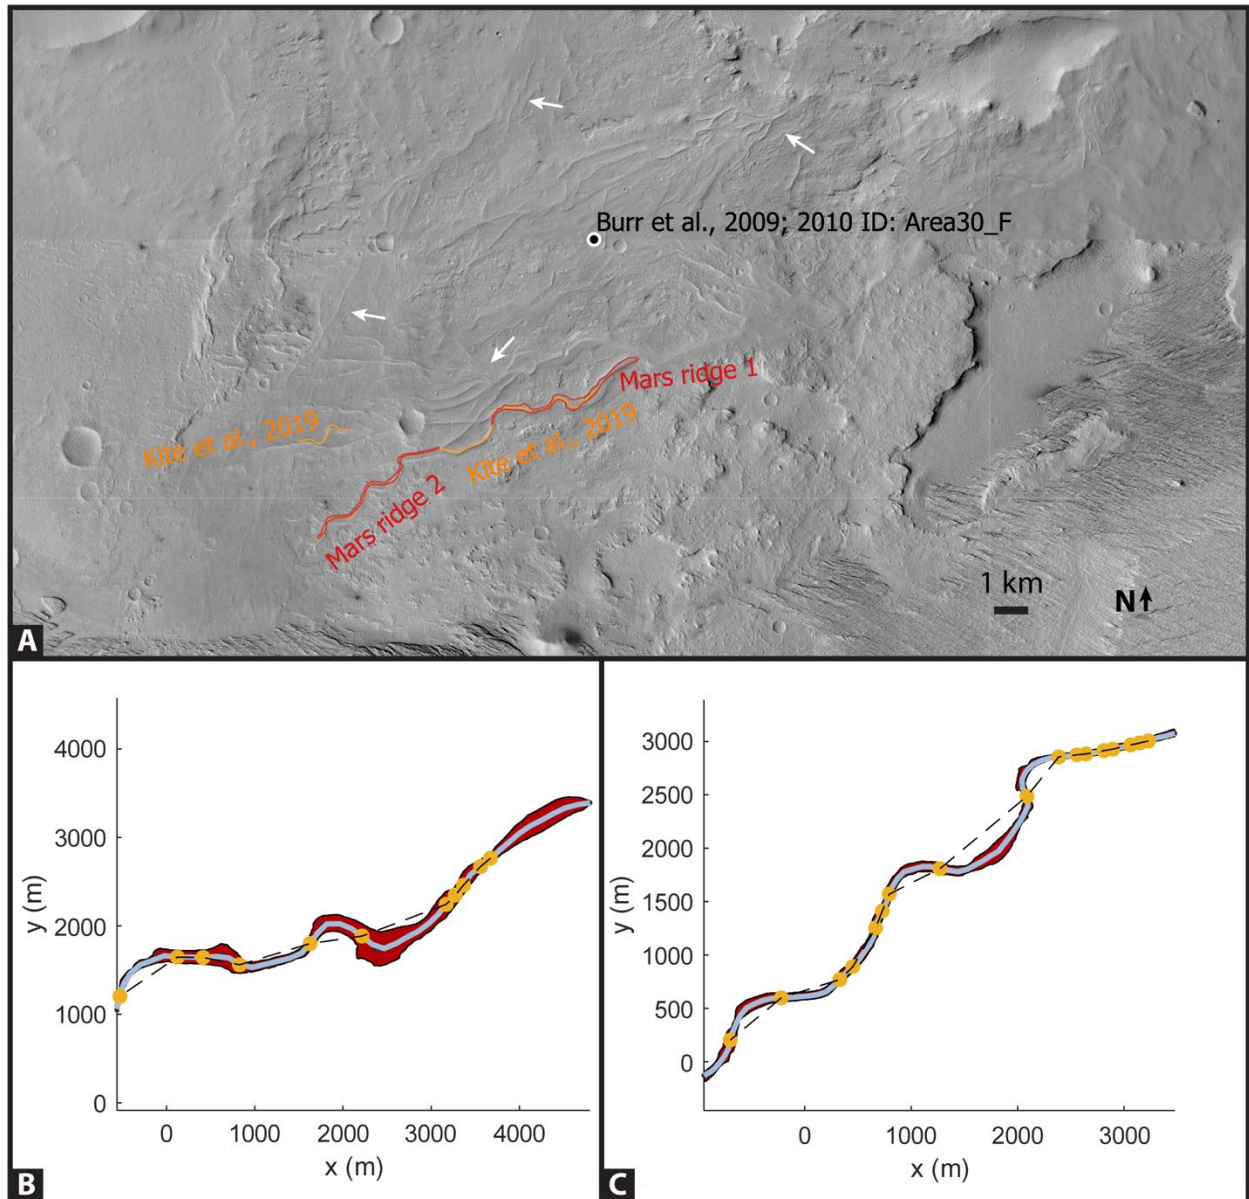 Burr et al., 2009; 2010 ID: Area30_F
Mars ridge 1
Kite et al., 2019
Kite et al., 2019
Mars ridge 2
1 km
N
A
4000
3000
2000
1000
0
y (m)
0 1000 2000 3000 4000
x (m)
B
3000
2500
2000
1500
1000
500
0
y (m)
0 1000 2000 3000
x (m)
C